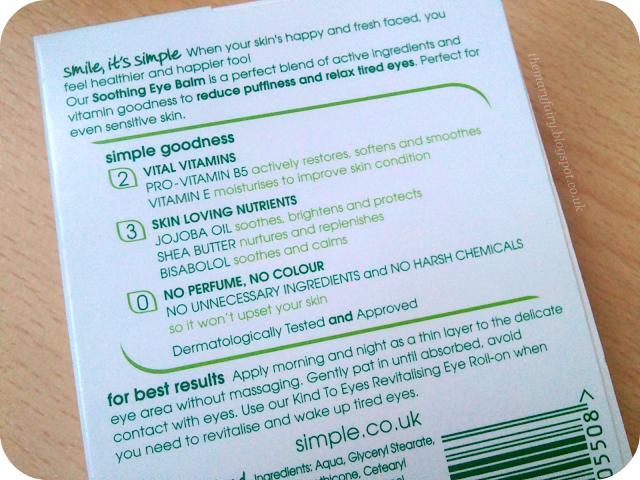 smile, it's simple When your skin's happy and fresh faced, you
feel healthier and happier too!
Our Soothing Eye Balm is a perfect blend of active ingredients and
vitamin goodness to reduce puffiness and relax tired eyes. Perfect for
even sensitive skin.
simple goodness
2 VITAL VITAMINS
PRO-VITAMIN B5 actively restores, softens and smoothes
VITAMIN E moisturises to improve skin condition
3 SKIN LOVING NUTRIENTS
JOJOBA OIL soothes, brightens and protects
SHEA BUTTER nurtures and replenishes
BISABOLOL soothes and calms
0 NO PERFUME, NO COLOUR
NO UNNECESSARY INGREDIENTS and NO HARSH CHEMICALS
so it won't upset your skin
Dermatologically Tested and Approved
for best results Apply morning and night as a thin layer to the delicate
eye area without massaging. Gently pat in until absorbed, avoid
contact with eyes. Use our Kind To Eyes Revitalising Eye Roll-on when
you need to revitalise and wake up tired eyes.
simple.co.uk
Ingredients: Aqua, Glyceryl Stearate,
Cetearyl
05508 >
themaryfairy.blogspot.co.uk